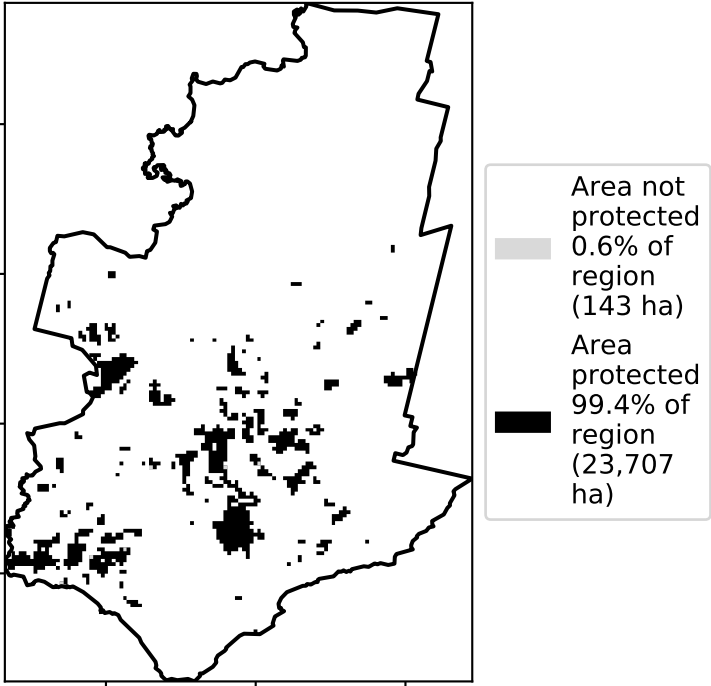 Area not
protected
0.6% of
region
(143 ha)
Area
protected
99.4% of
region
(23,707
ha)